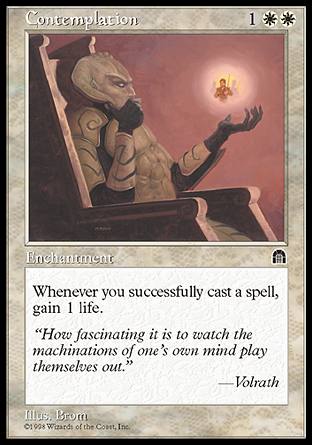 Contemplation 1
Enchantment
Whenever you successfully cast a spell,
gain 1 life.
“How fascinating it is to watch the
machinations of one’s own mind play
themselves out.”
—Volrath
Illus. Brom
©1998 Wizards of the Coast, Inc.